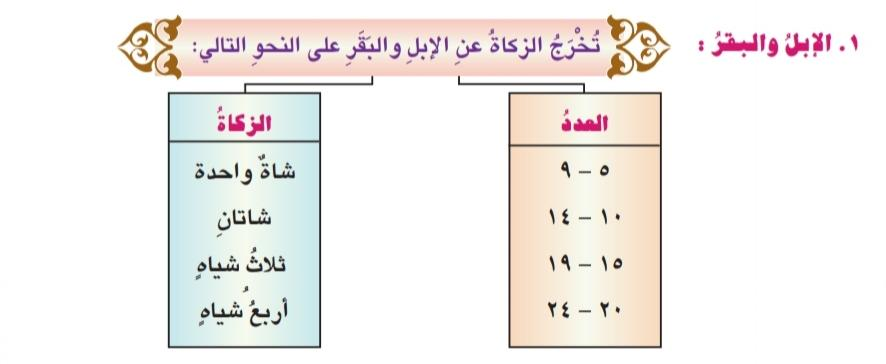 ١. الإبلُ والبقرُ :
تُخْرَجُ الزكاةُ عنِ الإبلِ والبَقَرِ على النحوِ التالي:
العددُ
الزكاةُ
٥ – ٩
شاةٌ واحدة
١٠ – ١٤
شاتانِ
١٥ – ١٩
ثلاثُ شياهٍ
٢٠ – ٢٤
أربعُ شياهٍ